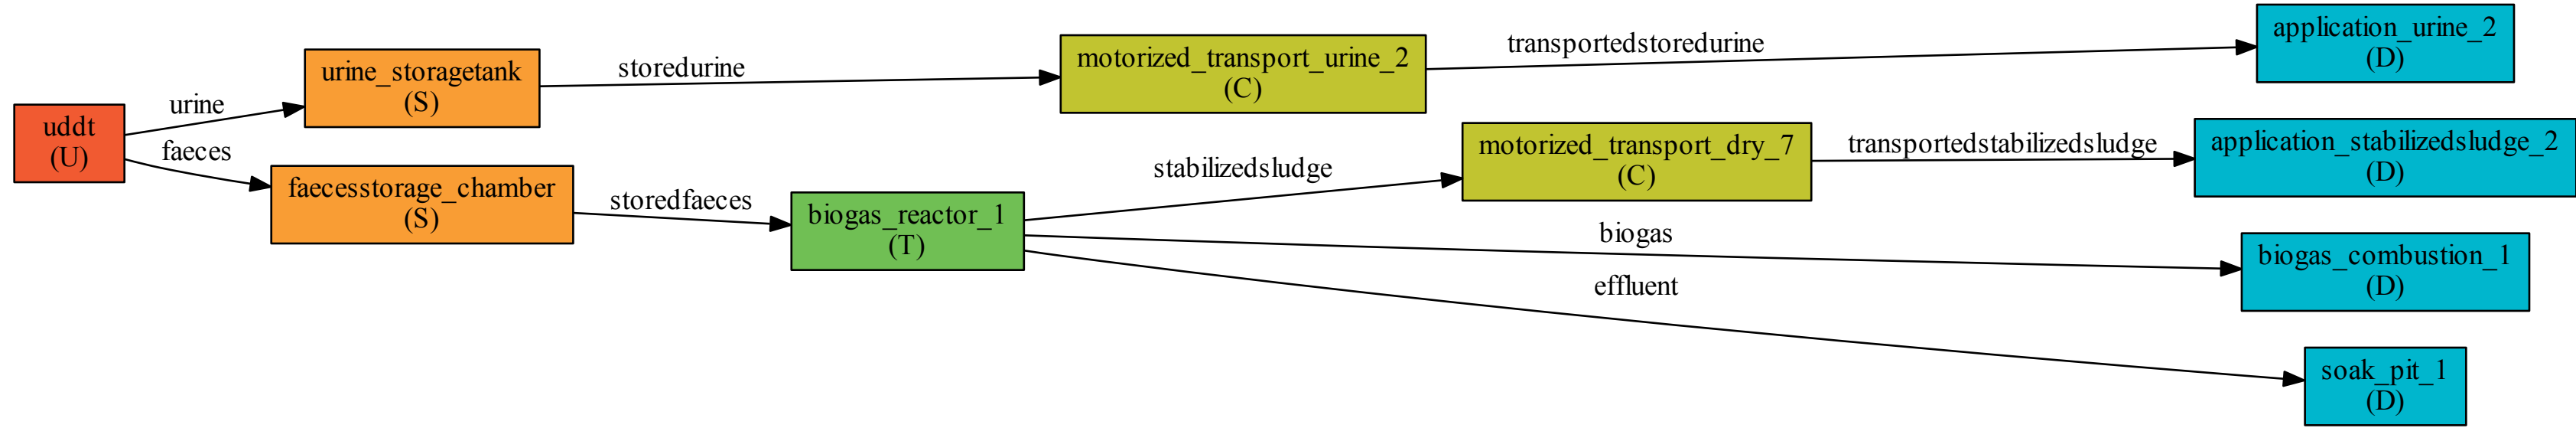 uddt
(U)
urine
faeces
urine_storagetank
(S)
faecesstorage_chamber
(S)
storedurine
storedfaeces
biogas_reactor_1
(T)
motorized_transport_urine_2
(C)
stabilizedsludge
motorized_transport_dry_7
(C)
transportedstoredurine
transportedstabilizedsludge
biogas
effluent
application_urine_2
(D)
application_stabilizedsludge_2
(D)
biogas_combustion_1
(D)
soak_pit_1
(D)